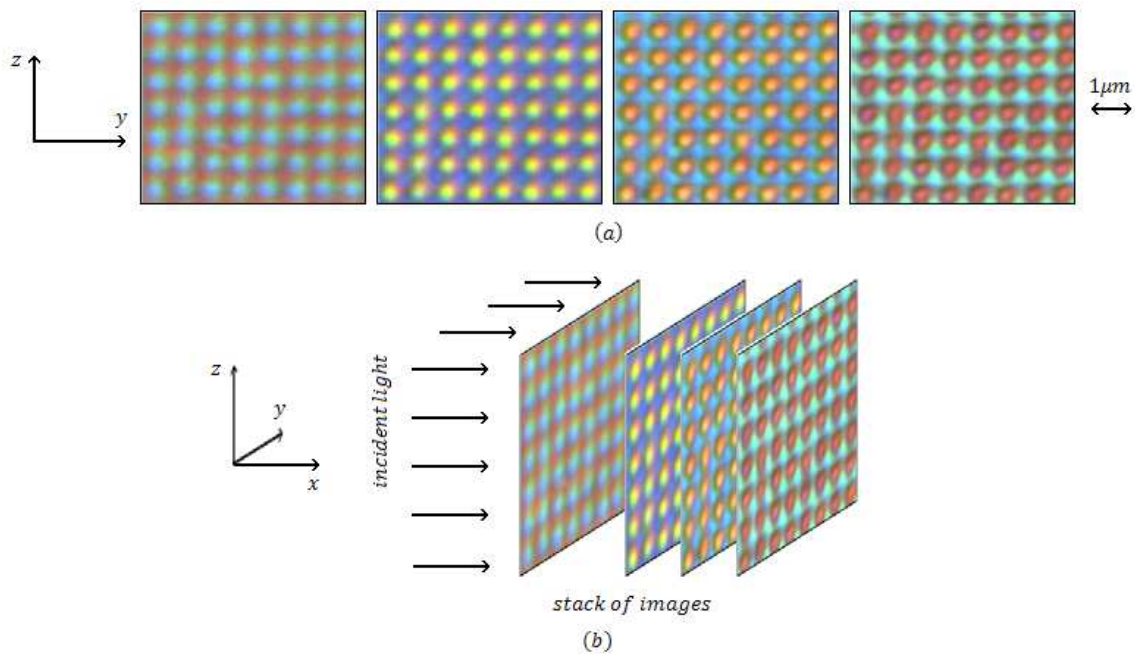 z
y
1μm
(a)
incident light
z
y
x
stack of images
(b)